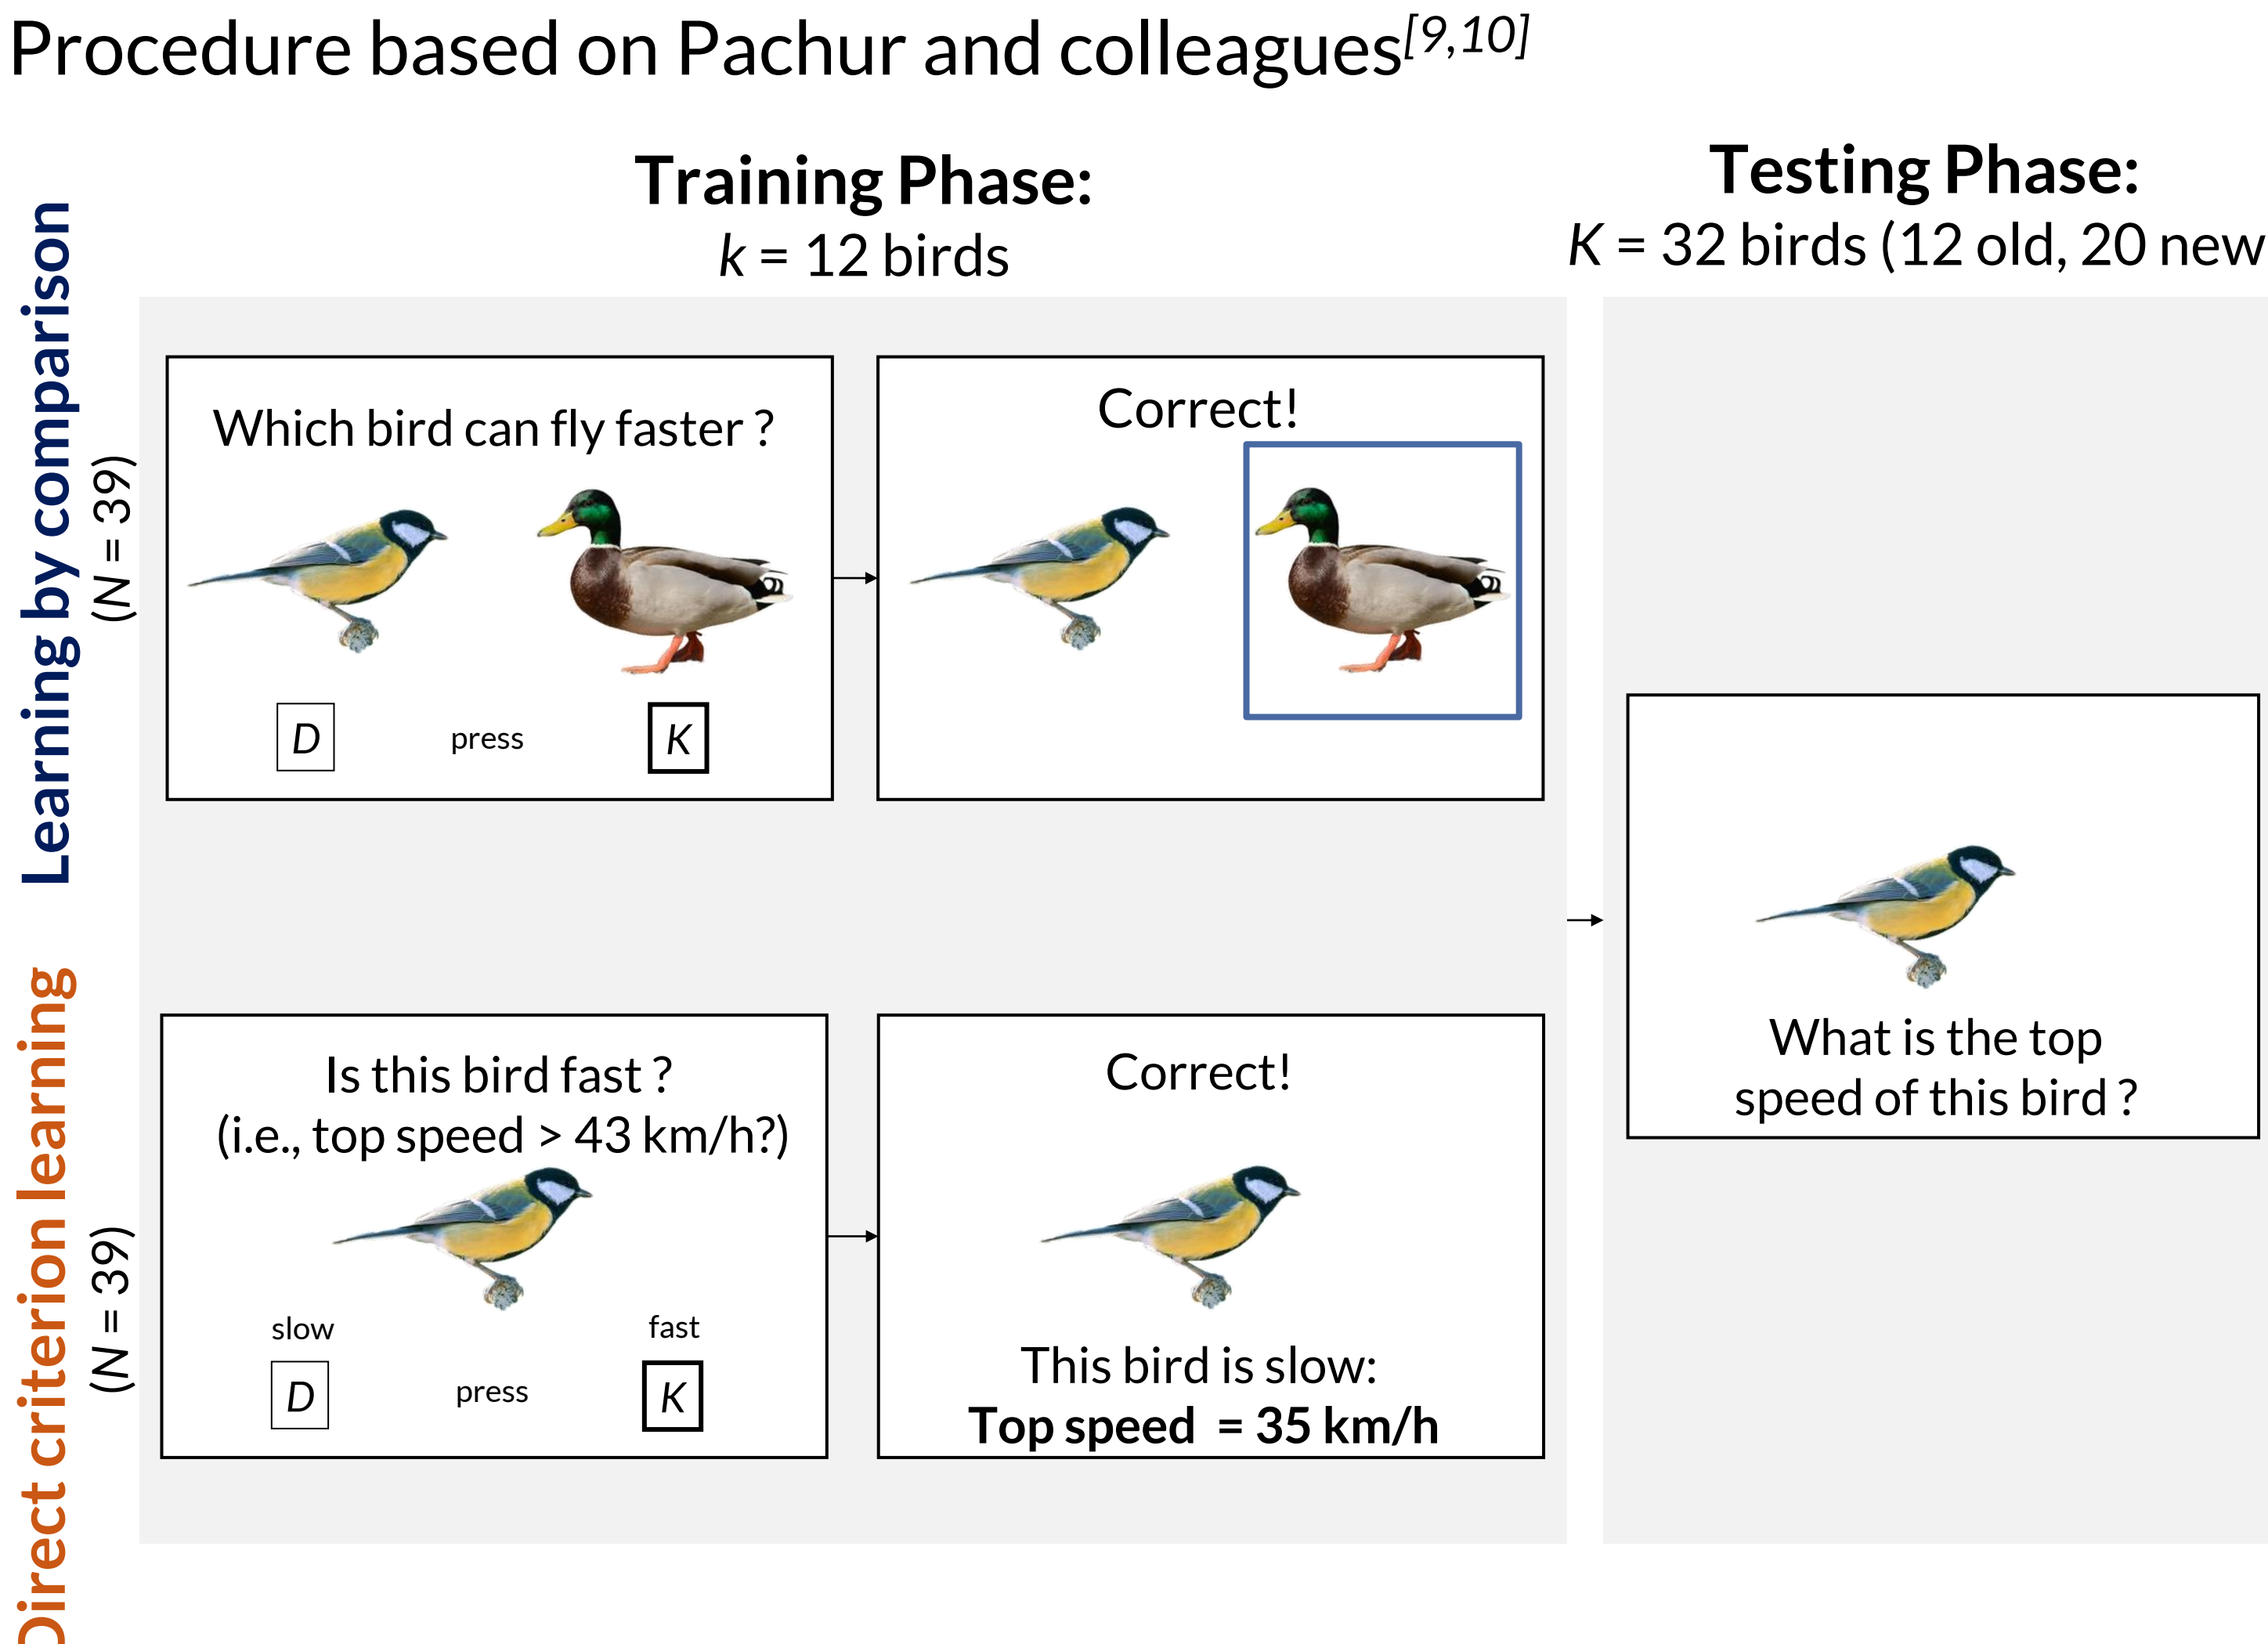 Procedure based on Pachur and colleagues[9,10]
Training Phase:
k = 12 birds
Testing Phase:
K = 32 birds (12 old, 20 new
Learning by comparison
(N = 39)
Which bird can fly faster ?
D press K
Correct!
Direct criterion learning
(N = 39)
Is this bird fast ?
(i.e., top speed > 43 km/h?)
slow fast
D press K
Correct!
This bird is slow:
Top speed = 35 km/h
What is the top
speed of this bird ?